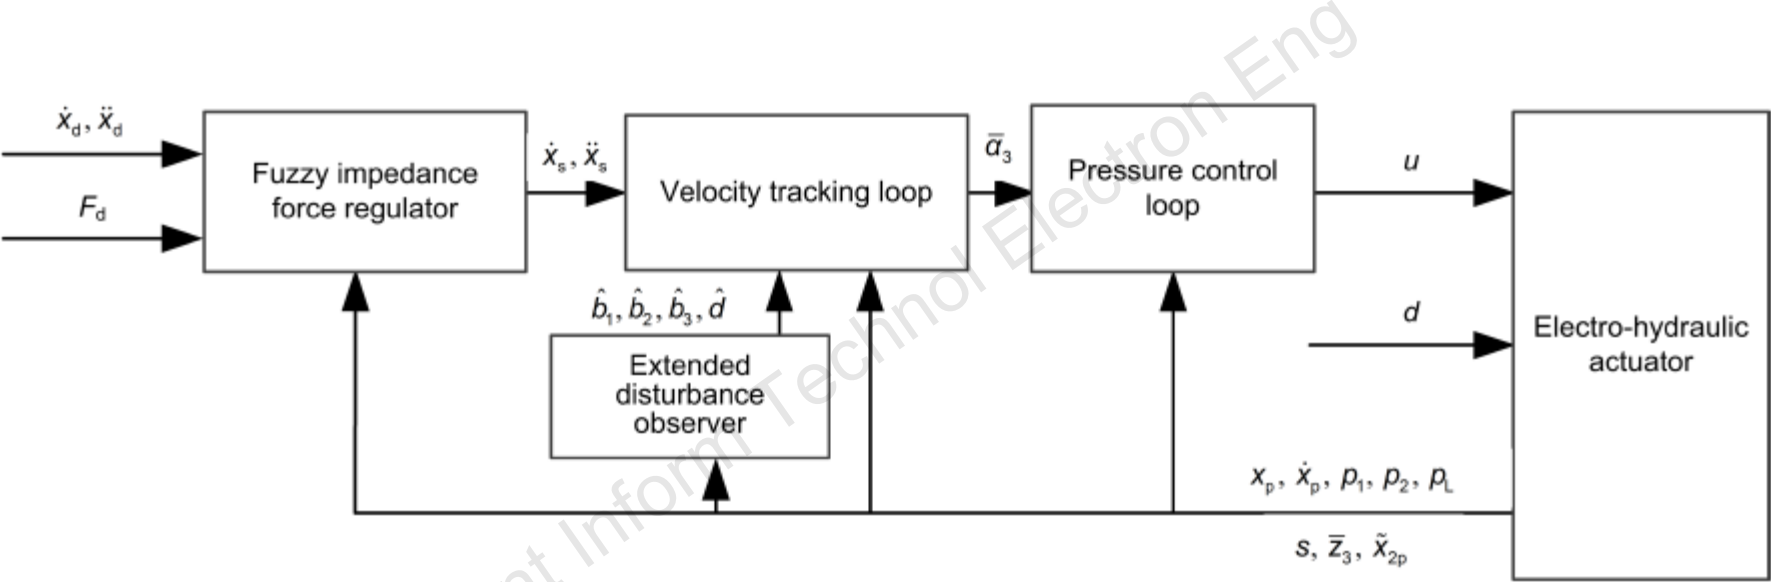 ẋd, ẍd
Fd
Fuzzy impedance
force regulator
ẋs, ẍs
Velocity tracking loop
ᾱ3
Pressure control
loop
u
d
Electro-hydraulic
actuator
b̂1, b̂2, b̂3, d̂
Extended
disturbance
observer
xp, ẋp, p1, p2, pL
s, z̄3, x̃2p
Inform Technol Electron Eng